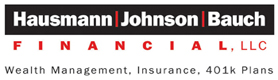 Hausmann|Johnson|Bauch
FINANCIAL, LLC
Wealth Management, Insurance, 401k Plans